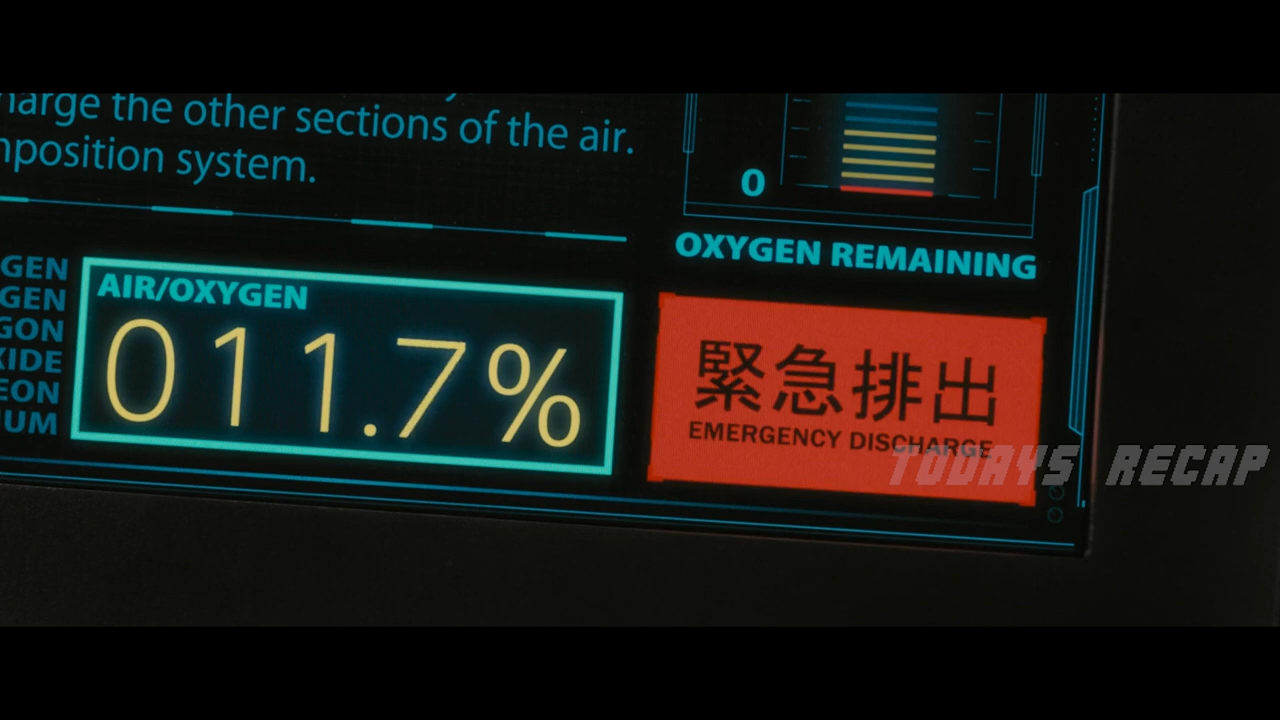 harge the other sections of the air.
mposition system.
0
OXYGEN REMAINING
GEN
GEN
GON
XIDE
EON
IUM
AIR/OXYGEN
011.7%
緊急排出
EMERGENCY DISCHARGE
TODAYS RECAP